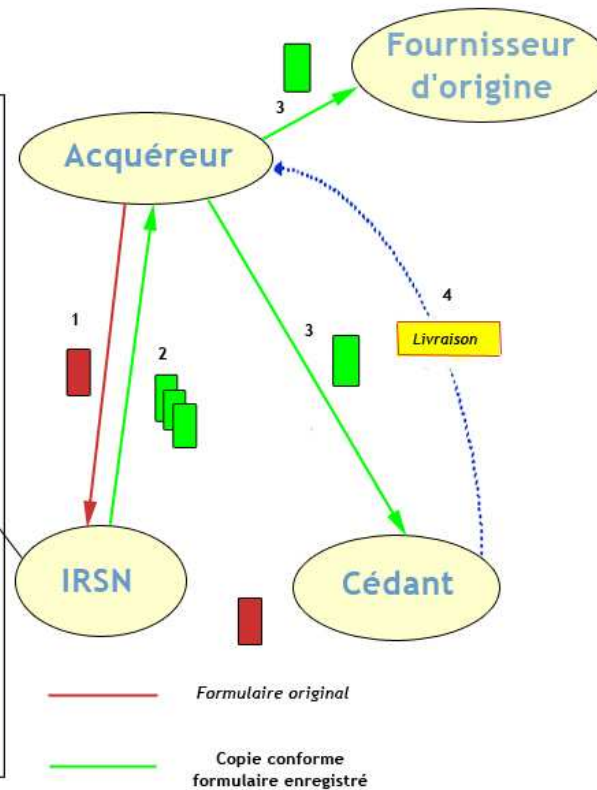 Fournisseur
d'origine
3
Acquéreur
4
1
3
Livraison
2
IRSN
Cédant
Formulaire original
Copie conforme
formulaire enregistré